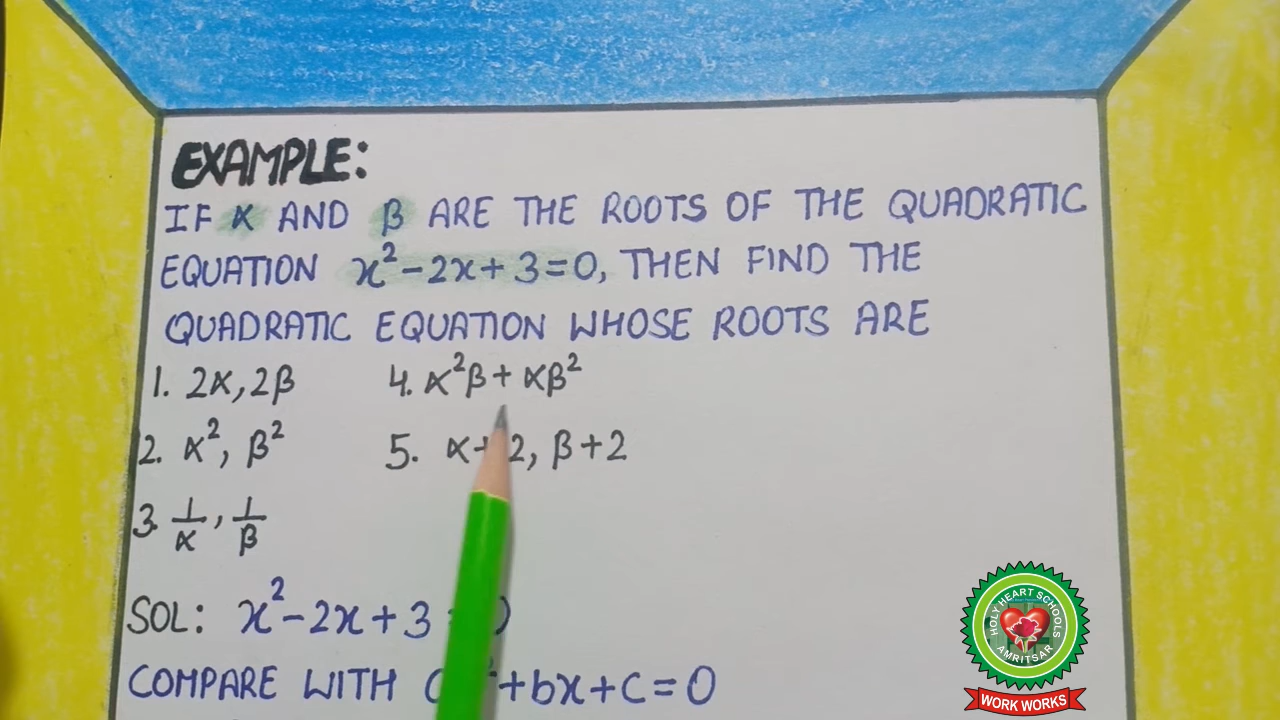 EXAMPLE:
IF α AND β ARE THE ROOTS OF THE QUADRATIC
EQUATION x²-2x+3=0, THEN FIND THE
QUADRATIC EQUATION WHOSE ROOTS ARE
1. 2α, 2β
2. α², β²
3. 1/α, 1/β
4. α²β+αβ²
5. α+2, β+2
SOL: x²-2x+3
COMPARE WITH +bx+c=0
HOLY HEART SCHOOLS
AMRITSAR
WORK WORKS